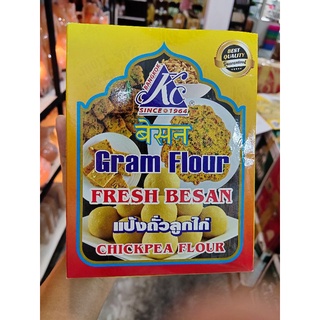 BANGKOK
KC
SINCE 1964
BEST
QUALITY
बेसन
Gram Flour
FRESH BESAN
แป้งถั่วลูกไก่
CHICKPEA FLOUR